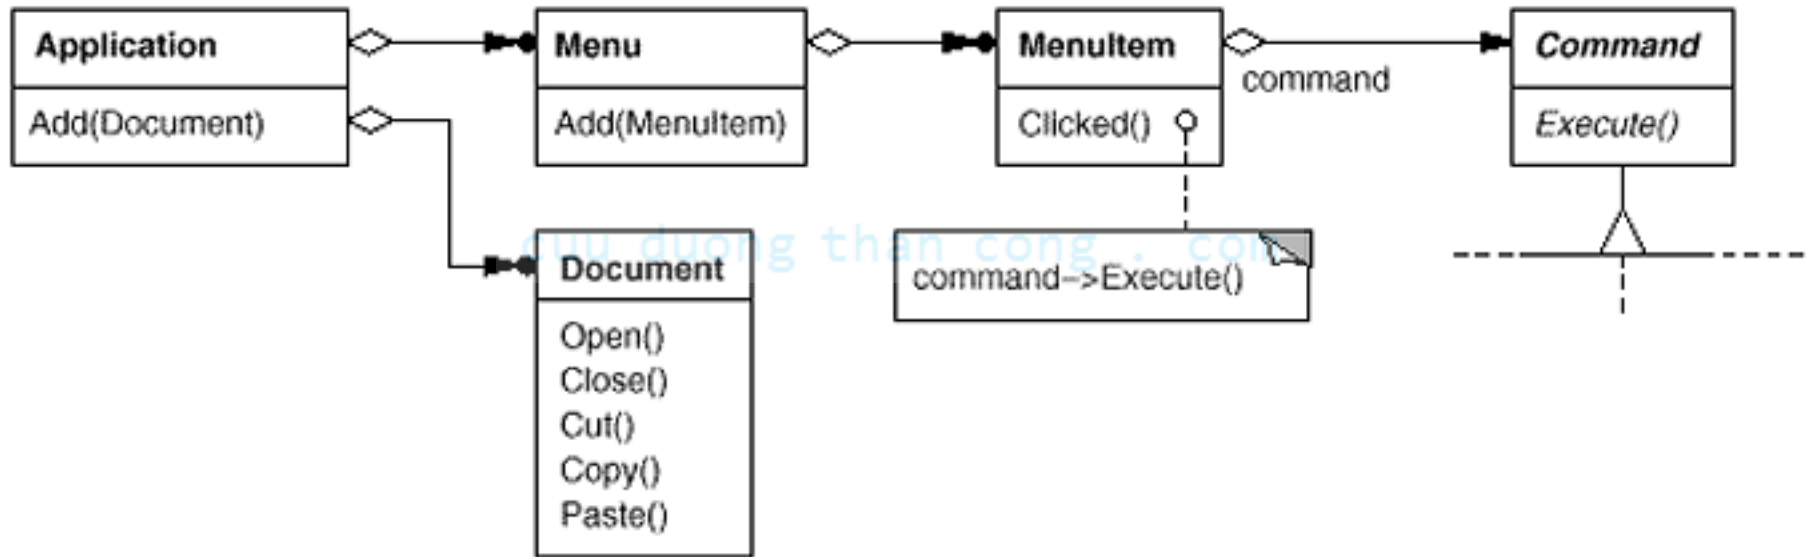 Application
Add(Document)
Menu
Add(MenuItem)
MenuItem
Clicked()
command
Command
Execute()
cuu duong than cong . com
command->Execute()
Document
Open()
Close()
Cut()
Copy()
Paste()